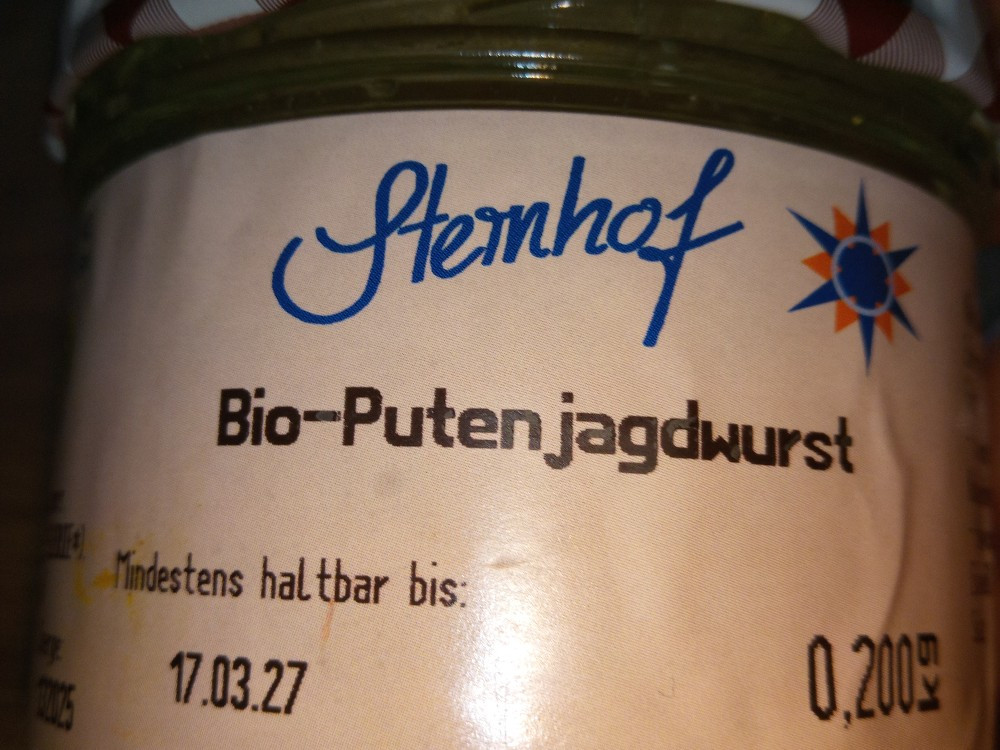 Sternhof
Bio-Putenjagdwurst
Mindestens haltbar bis:
17.03.27
0,200kg